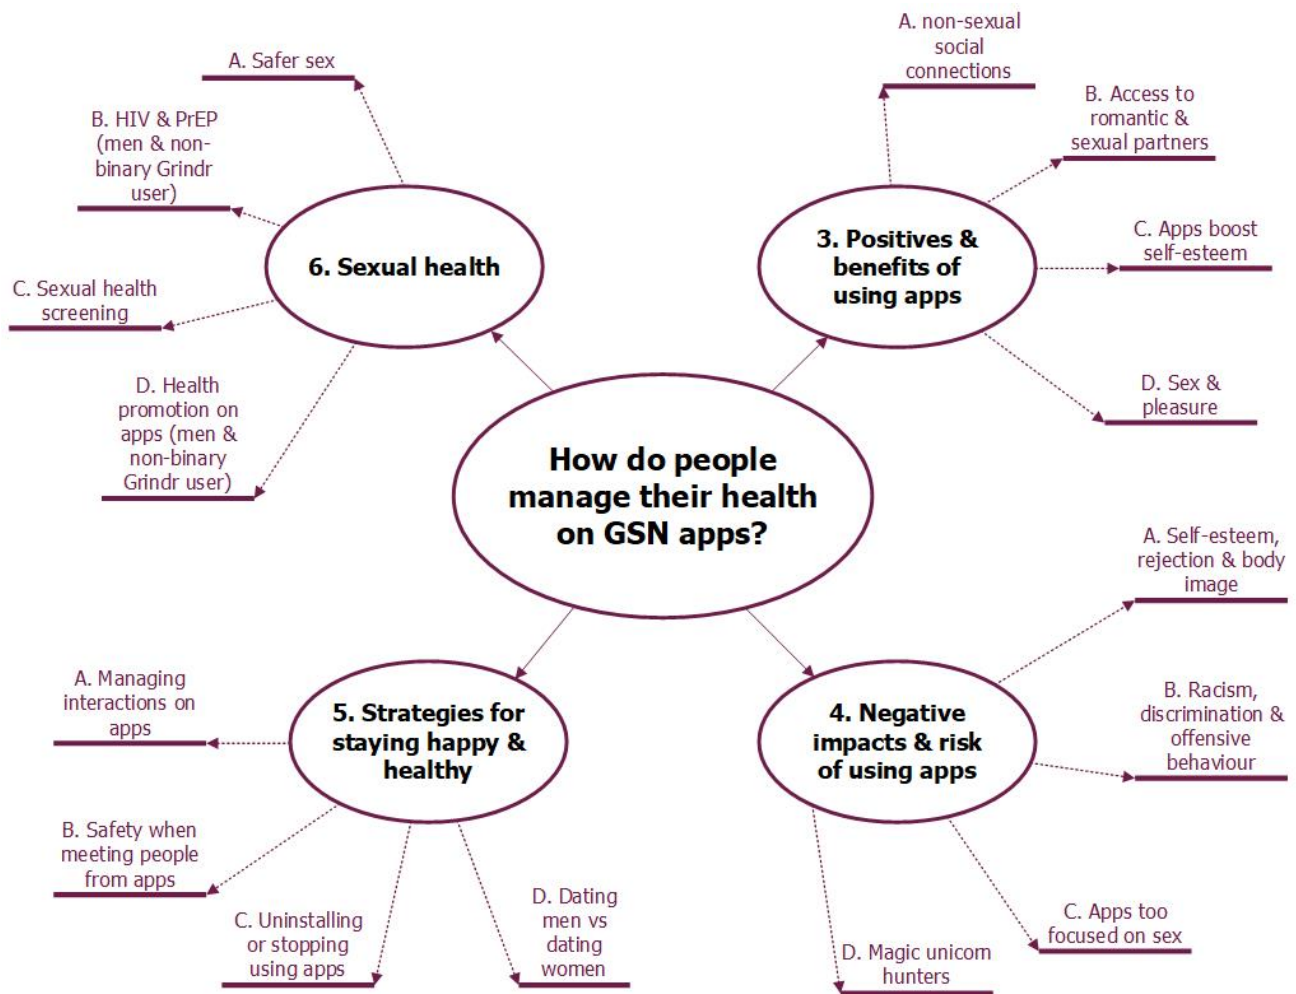 How do people
manage their health
on GSN apps?
3. Positives &
benefits of
using apps
A. non-sexual
social
connections
B. Access to
romantic &
sexual partners
C. Apps boost
self-esteem
D. Sex &
pleasure
4. Negative
impacts & risk
of using apps
A. Self-esteem,
rejection & body
image
B. Racism,
discrimination &
offensive
behaviour
C. Apps too
focused on sex
D. Magic unicorn
hunters
5. Strategies for
staying happy &
healthy
A. Managing
interactions on
apps
B. Safety when
meeting people
from apps
C. Uninstalling
or stopping
using apps
D. Dating
men vs
dating
women
6. Sexual health
A. Safer sex
B. HIV & PrEP
(men & non-
binary Grindr
user)
C. Sexual health
screening
D. Health
promotion on
apps (men &
non-binary
Grindr user)